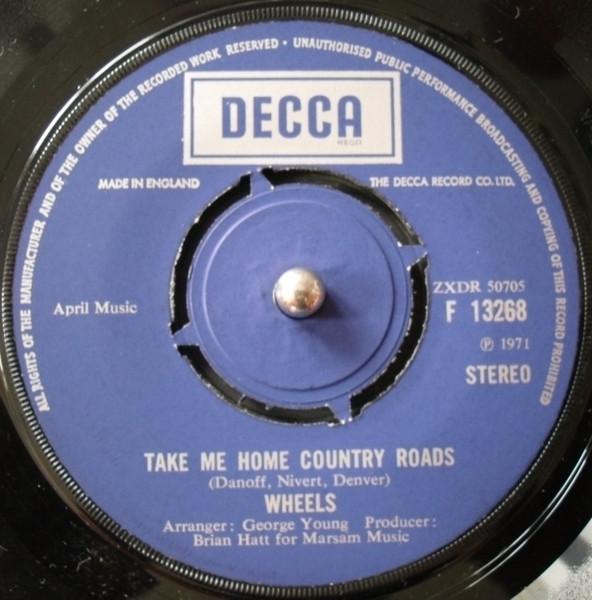 ALL RIGHTS OF THE MANUFACTURER AND OF THE OWNER OF THE RECORDED WORK RESERVED • UNAUTHORISED PUBLIC PERFORMANCE BROADCASTING AND COPYING OF THIS RECORD PROHIBITED
DECCA
REGD
MADE IN ENGLAND
THE DECCA RECORD CO. LTD.
April Music
ZXDR 50705
F 13268
℗ 1971
STEREO
TAKE ME HOME COUNTRY ROADS
(Danoff, Nivert, Denver)
WHEELS
Arranger: George Young Producer:
Brian Hatt for Marsam Music